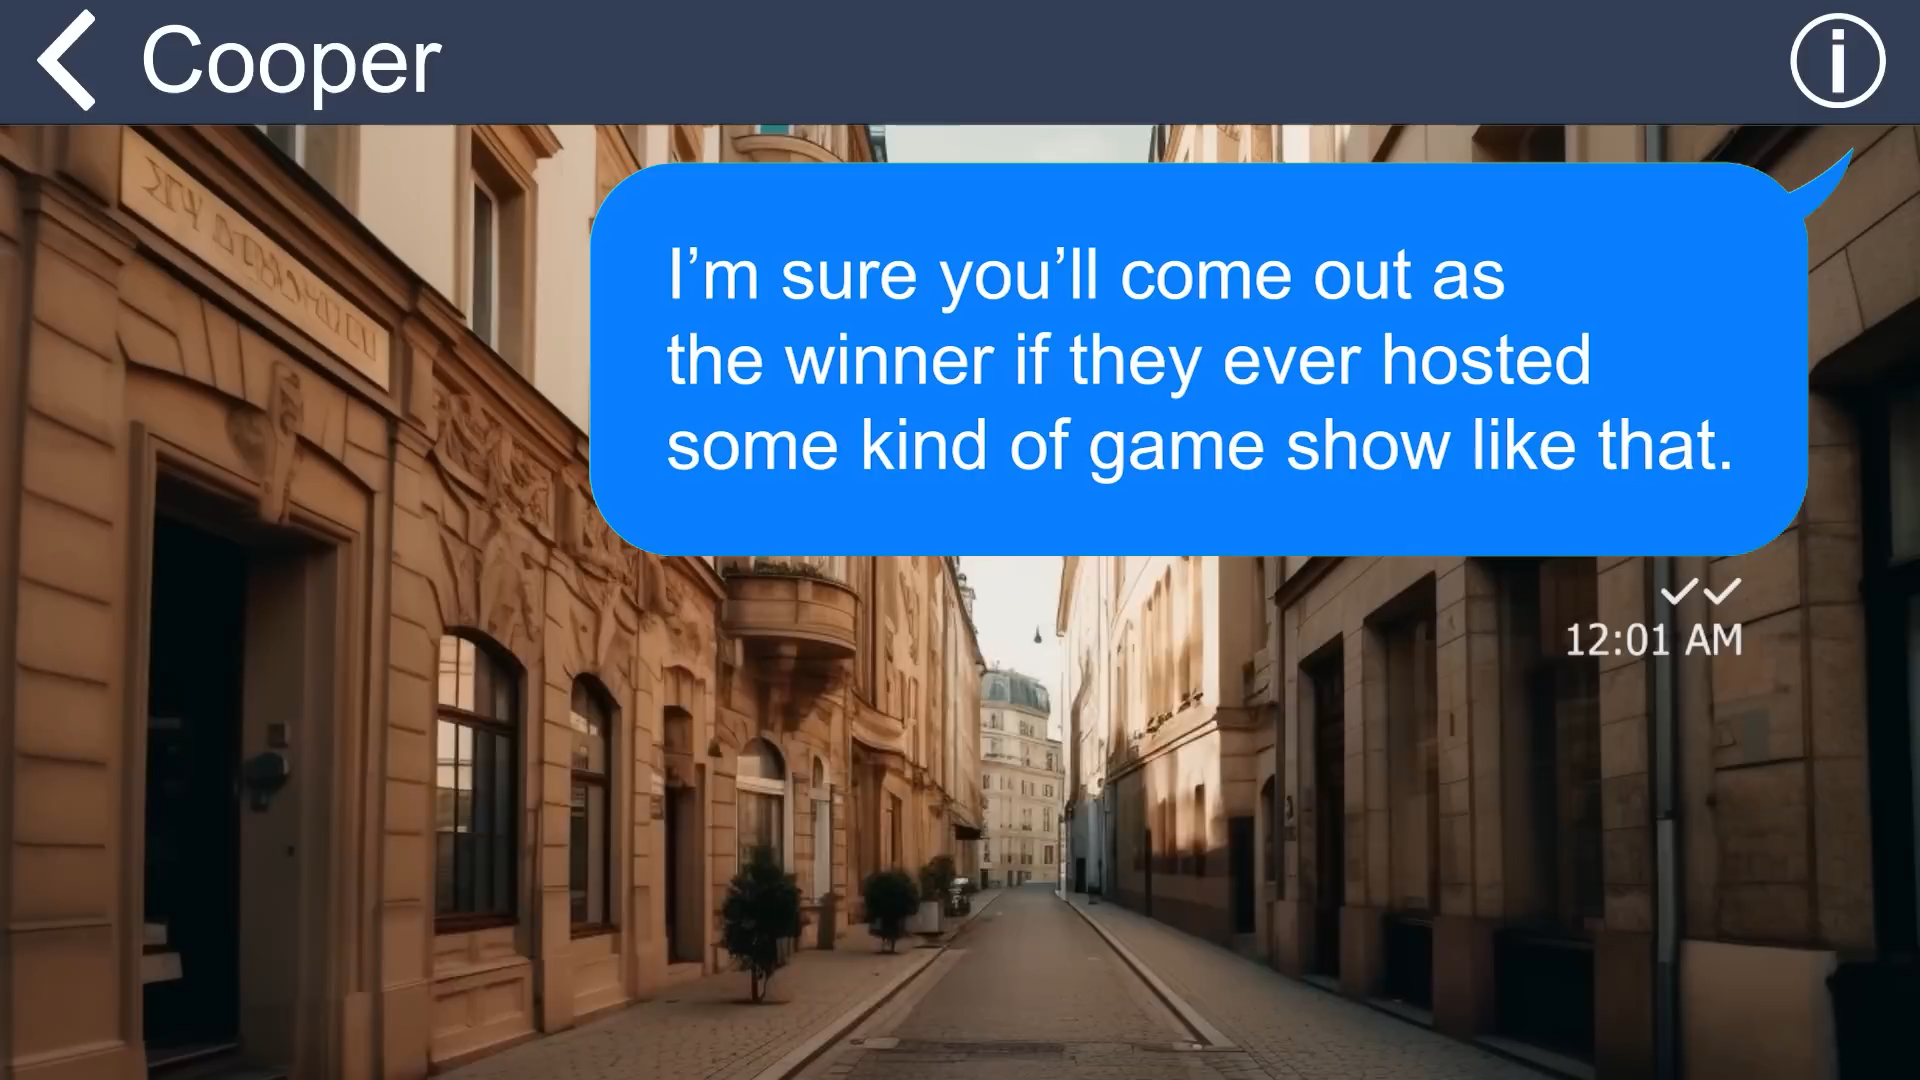 Cooper
I’m sure you’ll come out as
the winner if they ever hosted
some kind of game show like that.
12:01 AM